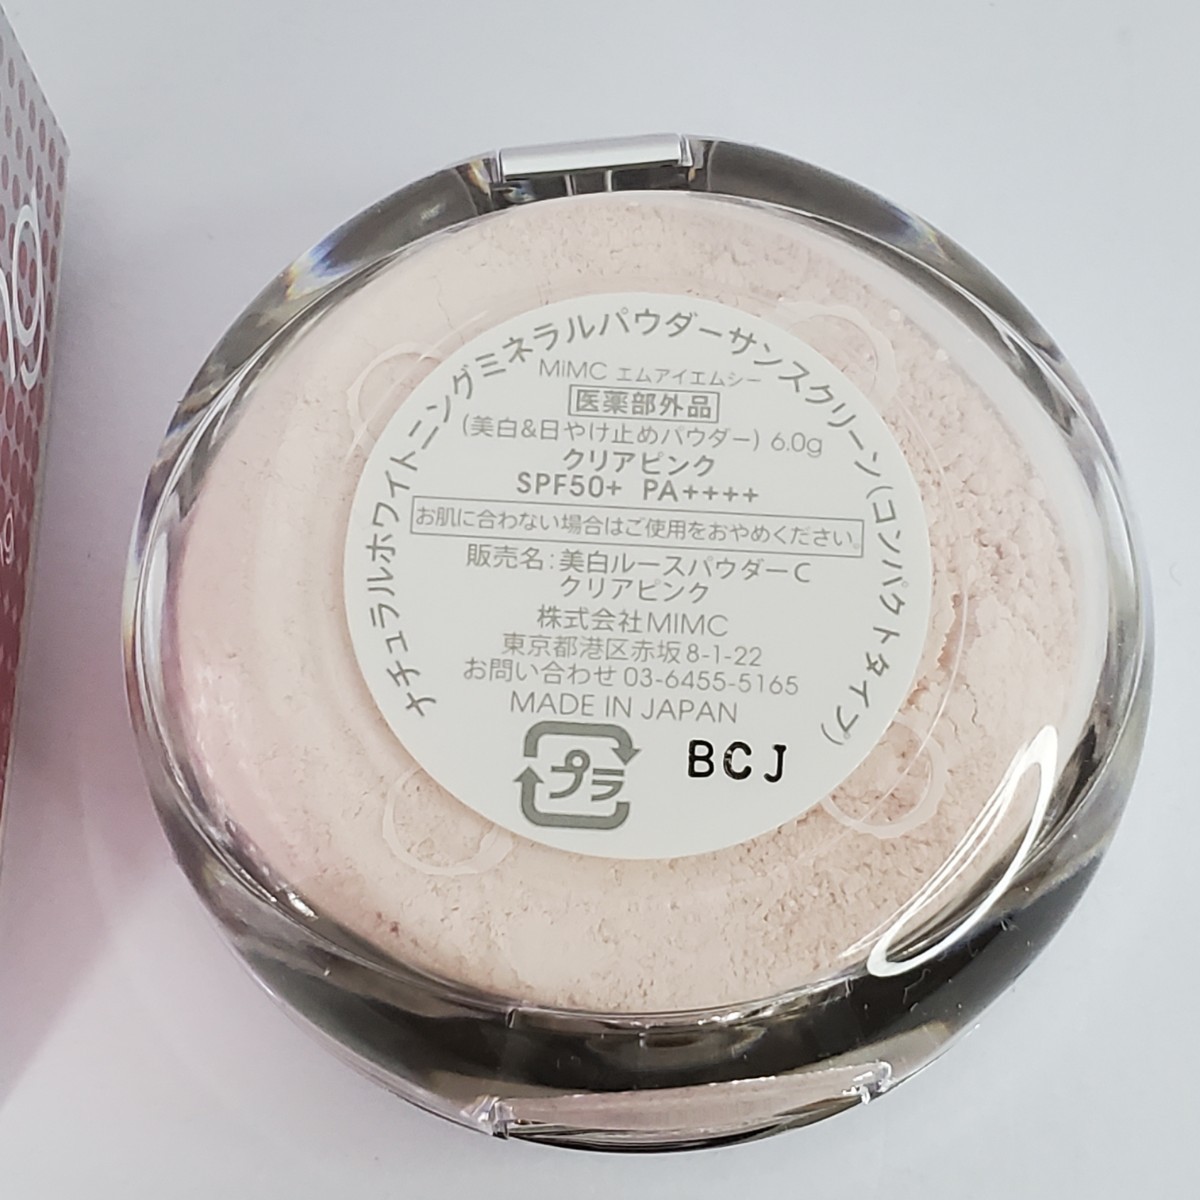 ナチュラルホワイトニングミネラルパウダーサンスクリーン(コンパクトタイプ)
MiMC エムアイエムシー
医薬部外品
(美白&日やけ止めパウダー) 6.0g
クリアピンク
SPF50+ PA++++
お肌に合わない場合はご使用をおやめください。
販売名:美白ルースパウダーC
クリアピンク
株式会社MIMC
東京都港区赤坂8-1-22
お問い合わせ 03-6455-5165
MADE IN JAPAN
プラ
BCJ